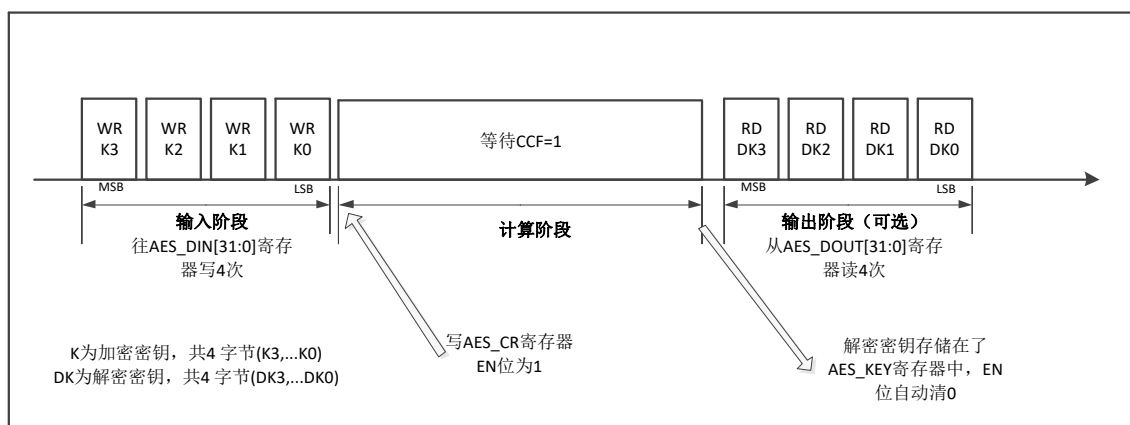 WR
K3
WR
K2
WR
K1
WR
K0
等待CCF=1
RD
DK3
RD
DK2
RD
DK1
RD
DK0
MSB
LSB
MSB
LSB
输入阶段
往AES_DIN[31:0]寄存
器写4次
计算阶段
输出阶段（可选）
从AES_DOUT[31:0]寄存
器读4次
写AES_CR寄存器
EN位为1
K为加密密钥，共4 字节(K3,...K0)
DK为解密密钥，共4 字节(DK3,...DK0)
解密密钥存储在了
AES_KEY寄存器中，EN
位自动清0